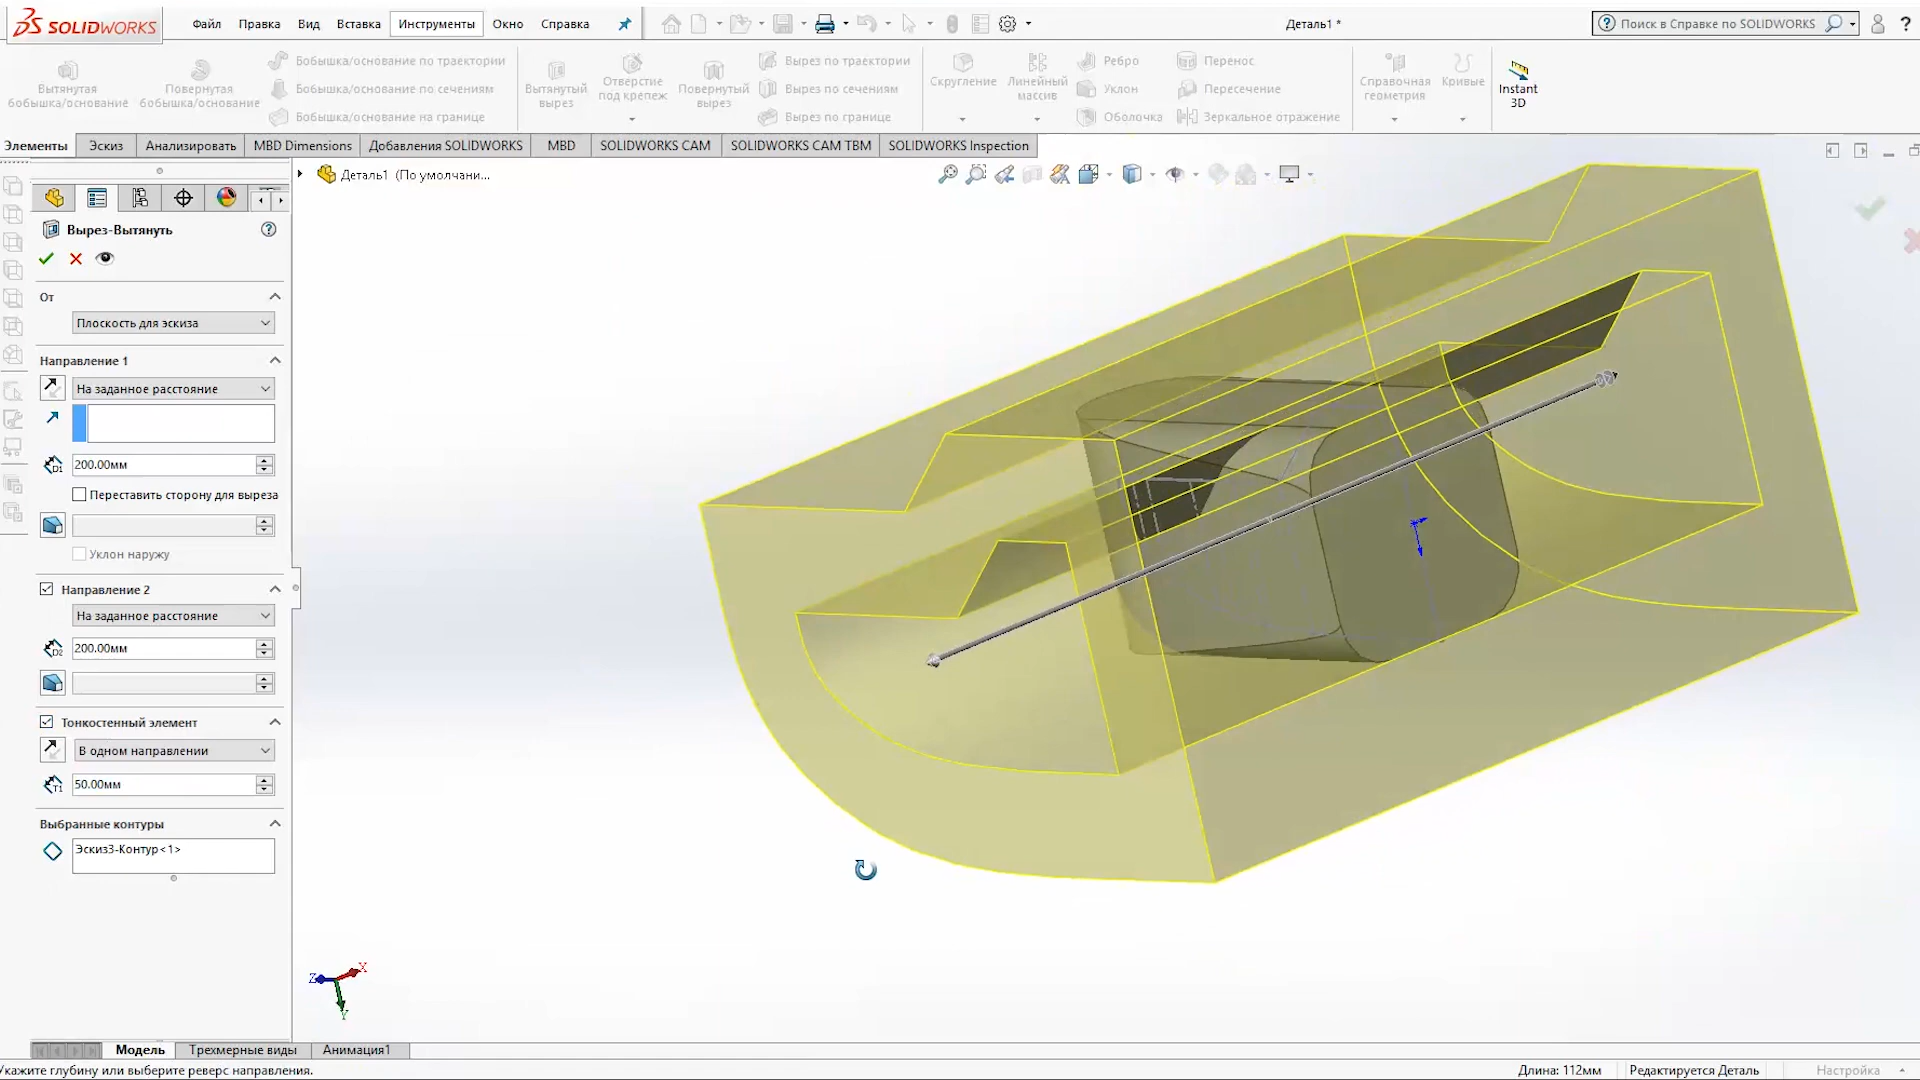 SOLIDWORKS
Файл Правка Вид Вставка Инструменты Окно Справка
Деталь1 *
Поиск в Справке по SOLIDWORKS
?
Вытянутая
бобышка/основание
Повернутая
бобышка/основание
Бобышка/основание по траектории
Бобышка/основание по сечениям
Бобышка/основание на границе
Вытянутый
вырез
Отверстие
под крепеж
Повернутый
вырез
Вырез по траектории
Вырез по сечениям
Вырез по границе
Скругление
Линейный
массив
Ребро
Уклон
Оболочка
Перенос
Пересечение
Зеркальное отражение
Справочная
геометрия
Кривые
Instant
3D
Элементы Эскиз Анализировать MBD Dimensions Добавления SOLIDWORKS MBD SOLIDWORKS CAM SOLIDWORKS CAM TBM SOLIDWORKS Inspection
Деталь1 (По умолчани...
Вырез-Вытянуть
От
Плоскость для эскиза
Направление 1
На заданное расстояние
D1
200.00мм
Переставить сторону для выреза
Уклон наружу
Направление 2
На заданное расстояние
D2
200.00мм
Тонкостенный элемент
В одном направлении
T1
50.00мм
Выбранные контуры
Эскиз3-Контур<1>
Z X
Y
Модель Трехмерные виды Анимация1
Укажите глубину или выберите реверс направления.
Длина: 112мм Редактируется Деталь Настройка